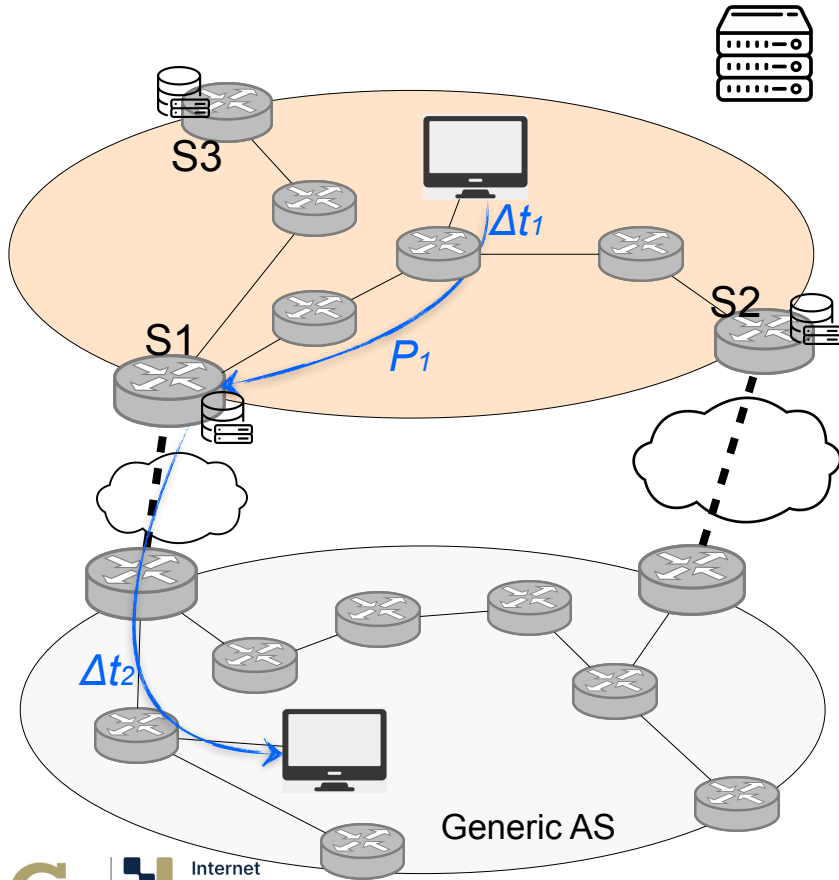 S3
Δt1
S2
S1
P1
Δt2
Generic AS
Internet